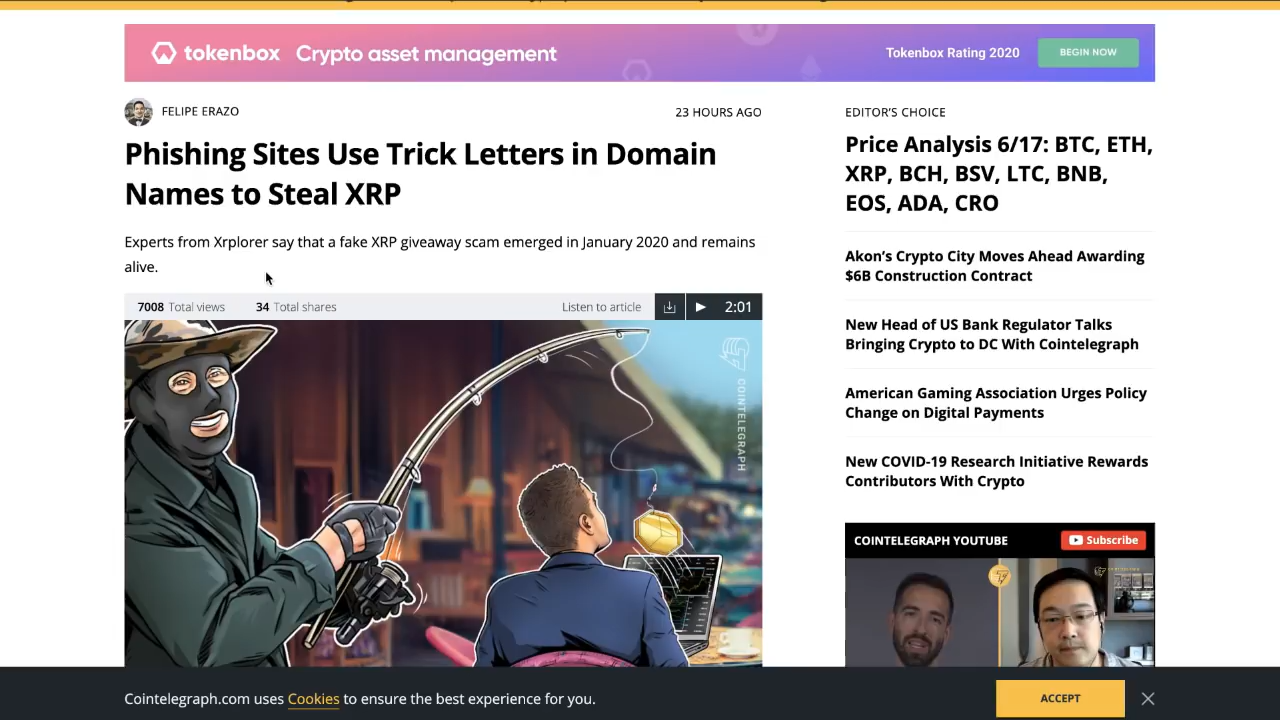 tokenbox Crypto asset management
Tokenbox Rating 2020
BEGIN NOW
FELIPE ERAZO
23 HOURS AGO
Phishing Sites Use Trick Letters in Domain
Names to Steal XRP
Experts from Xrplorer say that a fake XRP giveaway scam emerged in January 2020 and remains
alive.
7008 Total views
34 Total shares
Listen to article
2:01
COINTELEGRAPH
EDITOR'S CHOICE
Price Analysis 6/17: BTC, ETH,
XRP, BCH, BSV, LTC, BNB,
EOS, ADA, CRO
Akon's Crypto City Moves Ahead Awarding
$6B Construction Contract
New Head of US Bank Regulator Talks
Bringing Crypto to DC With Cointelegraph
American Gaming Association Urges Policy
Change on Digital Payments
New COVID-19 Research Initiative Rewards
Contributors With Crypto
COINTELEGRAPH YOUTUBE
Subscribe
Cointelegraph.com uses Cookies to ensure the best experience for you.
ACCEPT